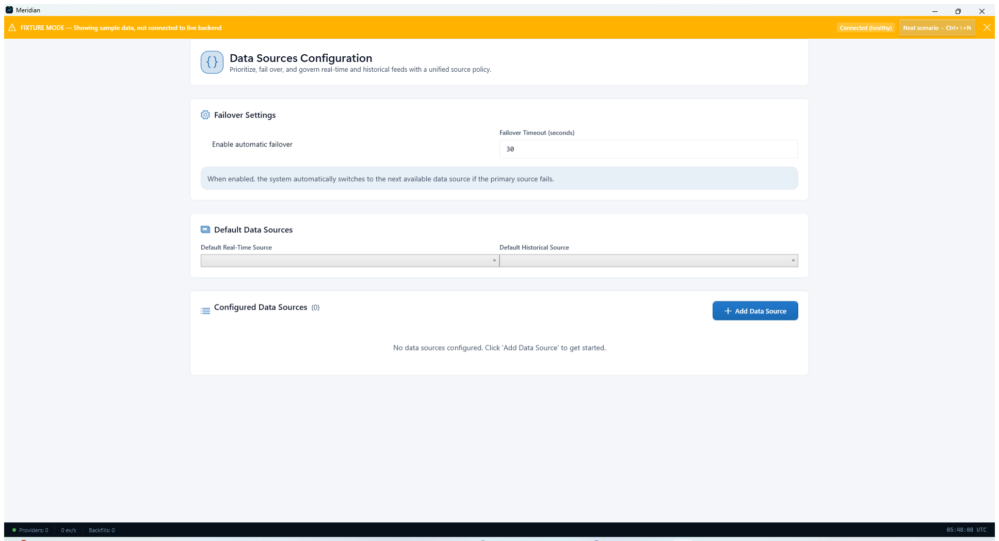 Meridian
FIXTURE MODE — Showing sample data, not connected to live backend
Connected (healthy)
Next scenario · Ctrl+⇧+N
Data Sources Configuration
Prioritize, fail over, and govern real-time and historical feeds with a unified source policy.
Failover Settings
Failover Timeout (seconds)
Enable automatic failover
30
When enabled, the system automatically switches to the next available data source if the primary source fails.
Default Data Sources
Default Real-Time Source
Default Historical Source
Configured Data Sources (0)
Add Data Source
No data sources configured. Click 'Add Data Source' to get started.
Providers: 0
0 ev/s
Backfills: 0
05:48:08 UTC